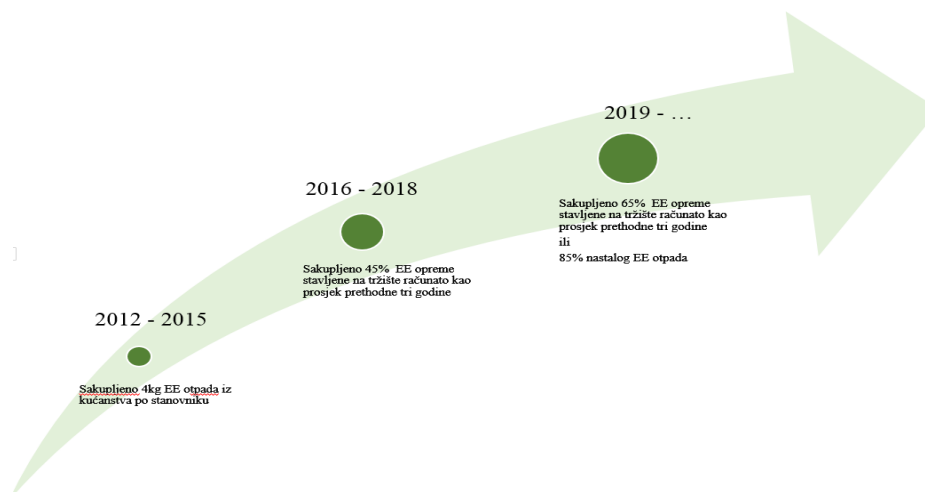 2012 - 2015
Sakupljeno 4kg EE otpada iz
kućanstva po stanovniku
2016 - 2018
Sakupljeno 45% EE opreme
stavljene na tržište računato kao
prosjek prethodne tri godine
2019 - …
Sakupljeno 65% EE opreme
stavljene na tržište računato kao
prosjek prethodne tri godine
ili
85% nastalog EE otpada